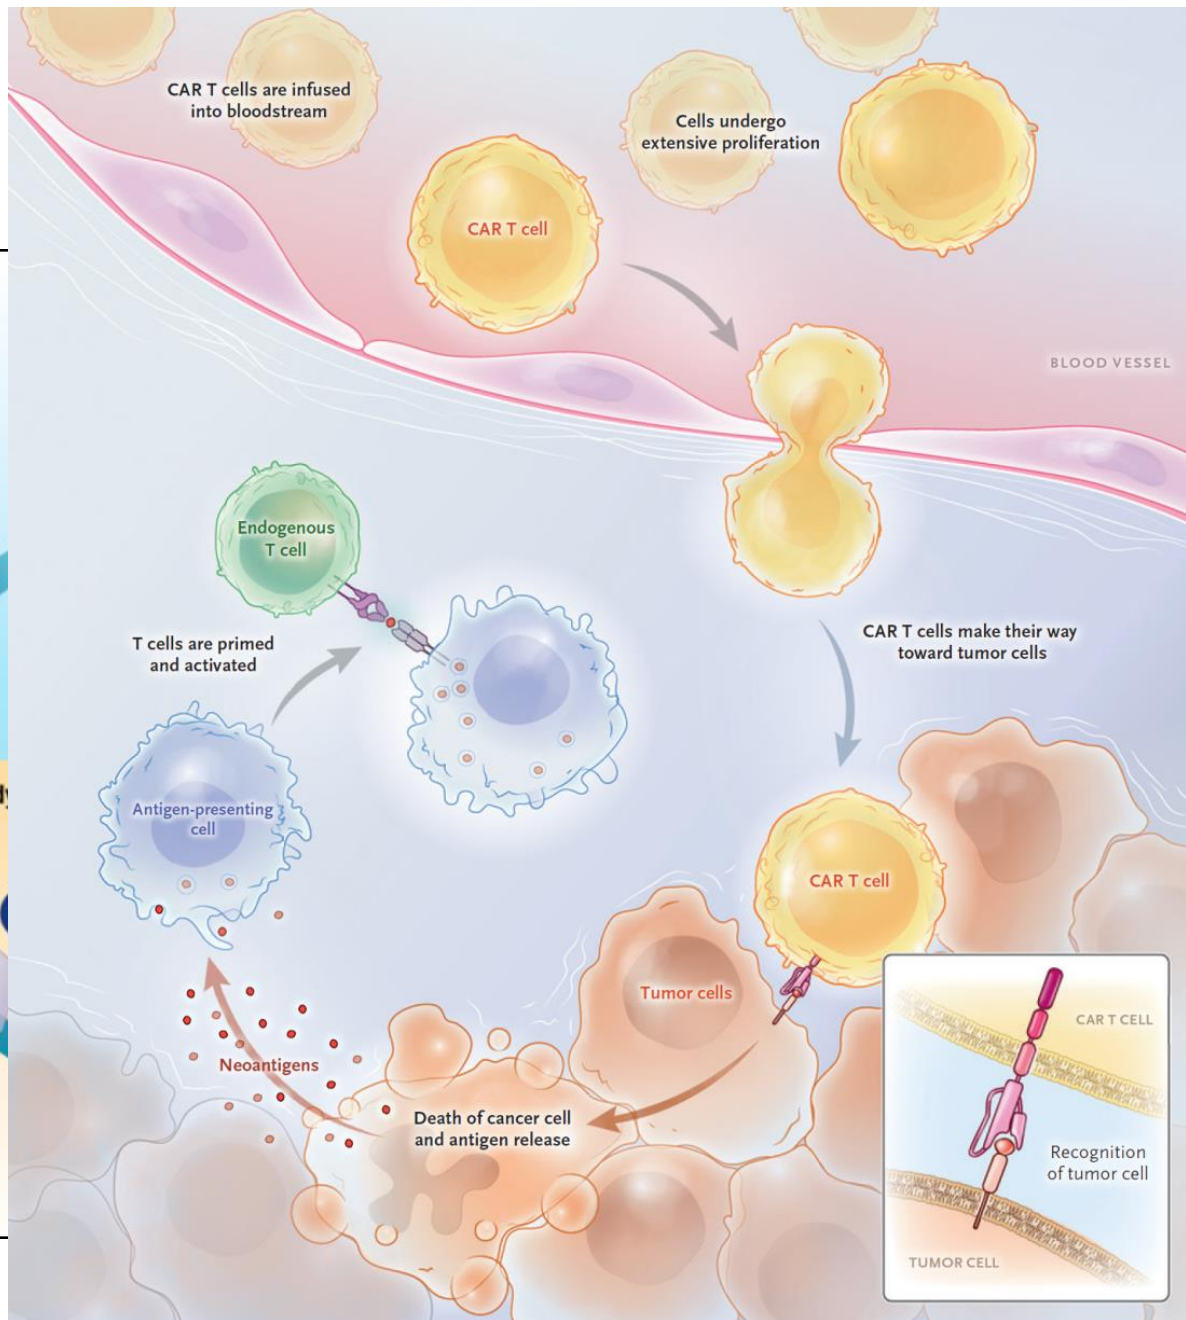 CAR T cells are infused
into bloodstream
Cells undergo
extensive proliferation
CAR T cell
BLOOD VESSEL
Endogenous
T cell
T cells are primed
and activated
CAR T cells make their way
toward tumor cells
Antigen-presenting
cell
CAR T cell
Tumor cells
Neoantigens
Death of cancer cell
and antigen release
CAR T CELL
Recognition
of tumor cell
TUMOR CELL